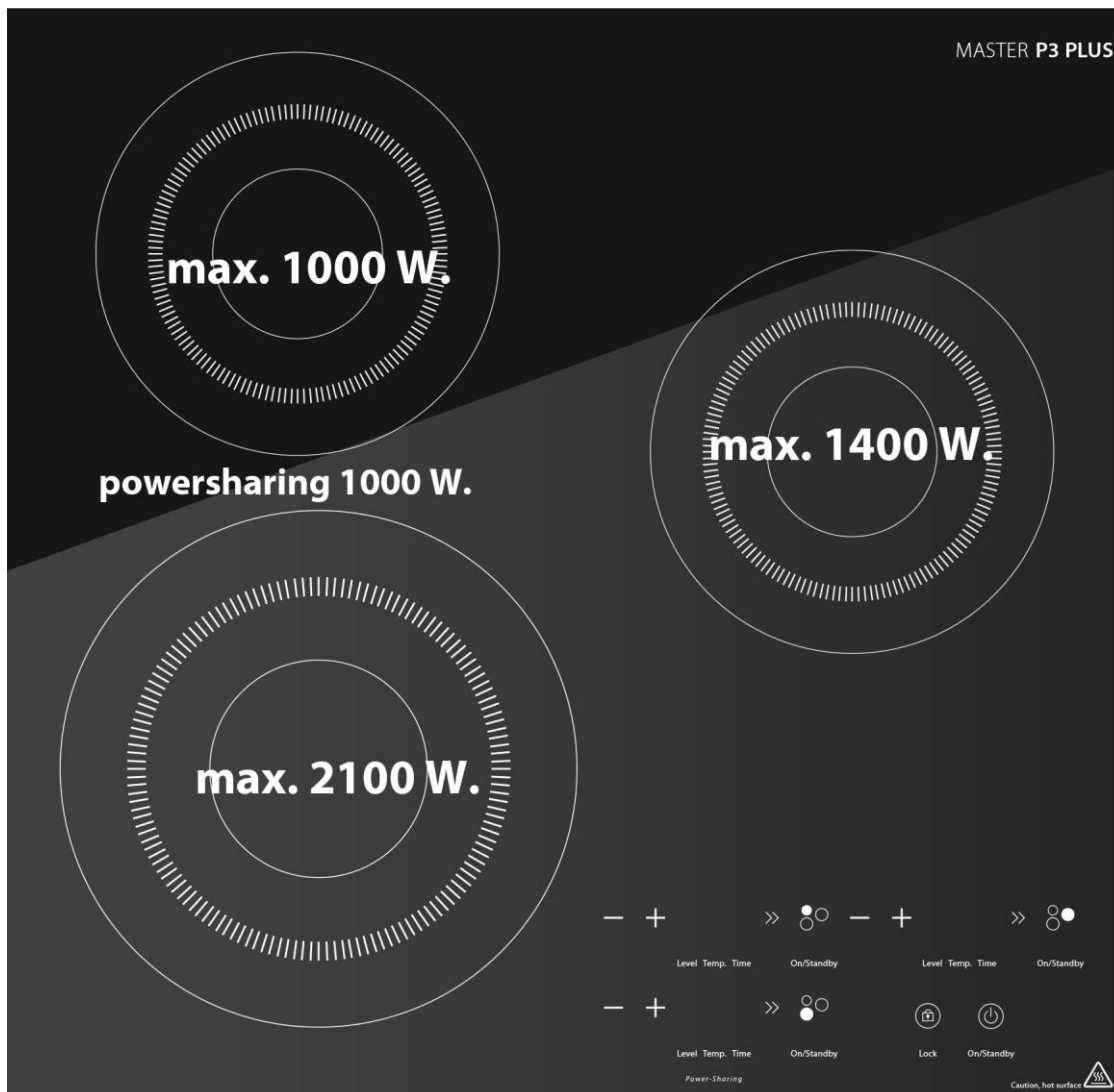 MASTER P3 PLUS
max. 1000 W.
max. 1400 W.
powersharing 1000 W.
max. 2100 W.
Level Temp. Time On/Standby Level Temp. Time On/Standby
Level Temp. Time On/Standby Lock On/Standby
Power-Sharing
Caution, hot surface